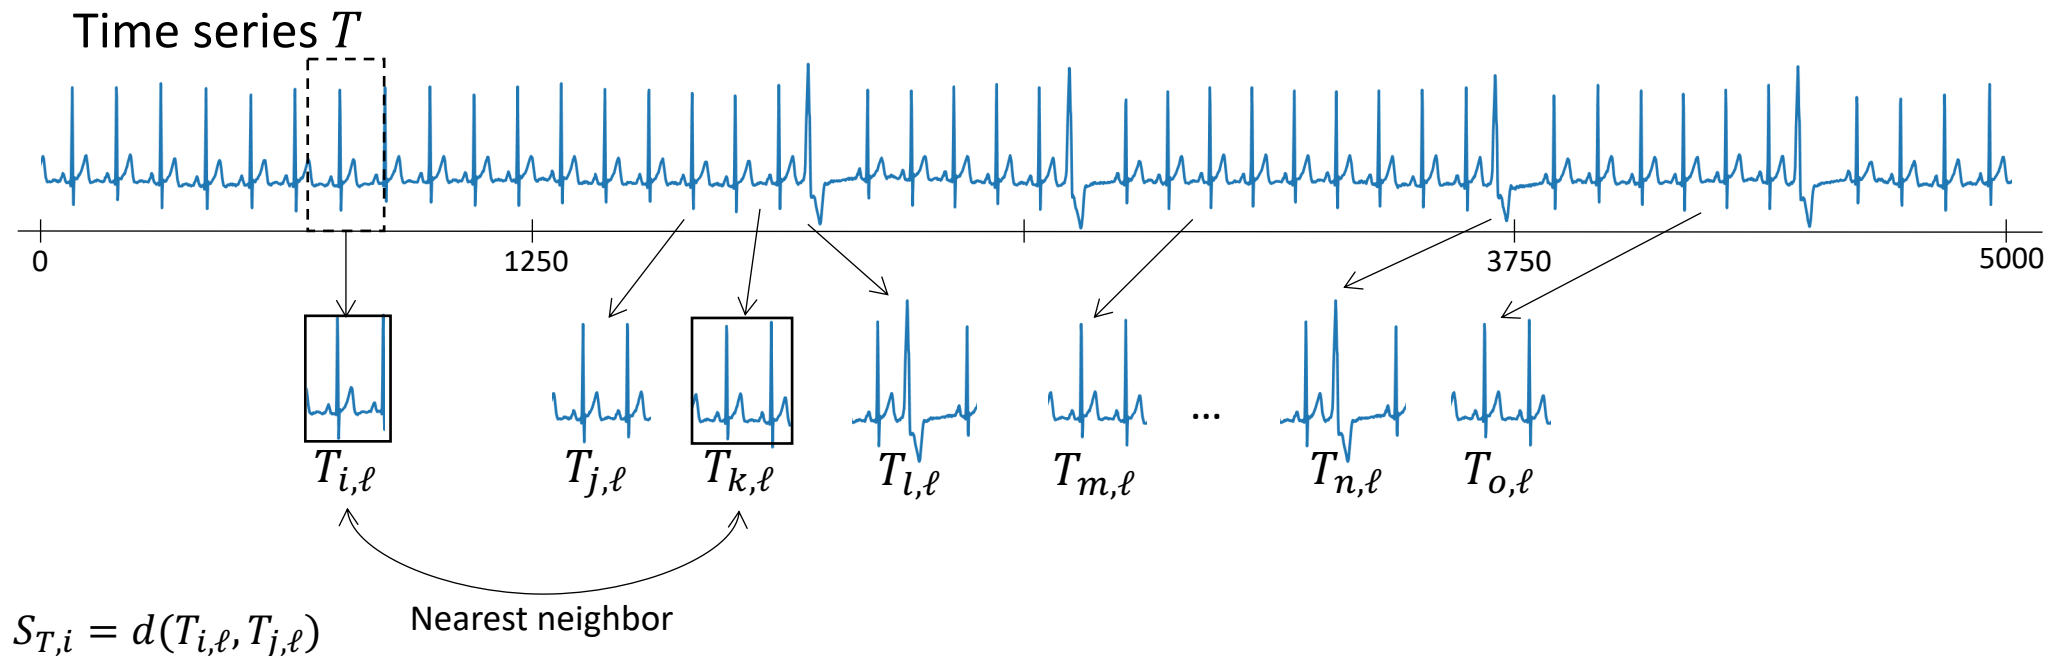 Time series T
0 1250 3750 5000
T_{i,ℓ} T_{j,ℓ} T_{k,ℓ} T_{l,ℓ} T_{m,ℓ} ... T_{n,ℓ} T_{o,ℓ}
Nearest neighbor
S_{T,i} = d(T_{i,ℓ}, T_{j,ℓ})